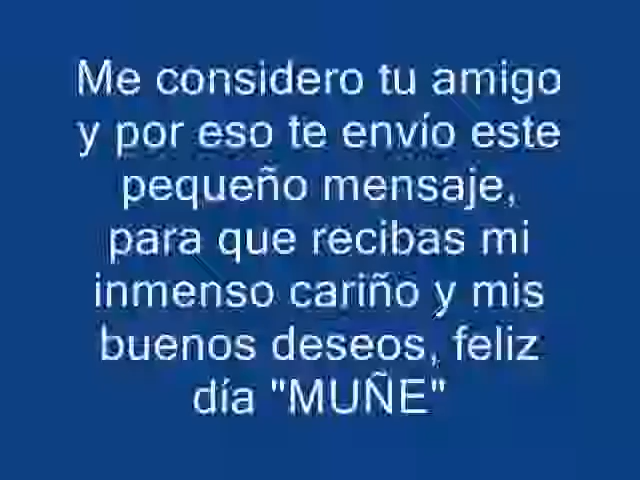 Me considero tu amigo
y por eso te envío este
pequeño mensaje,
para que recibas mi
inmenso cariño y mis
buenos deseos, feliz
día "MUÑE"